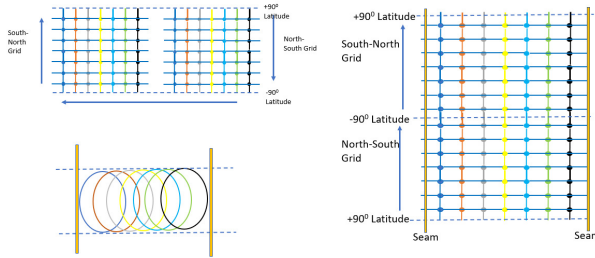 +90⁰
Latitude
South-
North
Grid
North-
South Grid
-90⁰
Latitude
+90⁰ Latitude
South-North
Grid
-90⁰ Latitude
North-South
Grid
+90⁰ Latitude
Seam
Sear